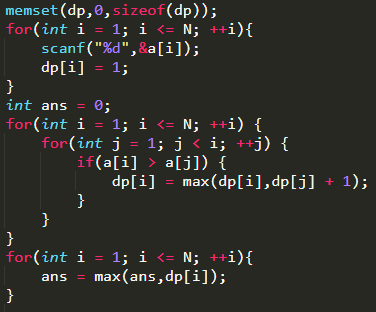 memset(dp,0,sizeof(dp));
for(int i = 1; i <= N; ++i){
    scanf("%d",&a[i]);
    dp[i] = 1;
}
int ans = 0;
for(int i = 1; i <= N; ++i) {
    for(int j = 1; j < i; ++j) {
        if(a[i] > a[j]) {
            dp[i] = max(dp[i],dp[j] + 1);
        }
    }
}
for(int i = 1; i <= N; ++i){
    ans = max(ans,dp[i]);
}